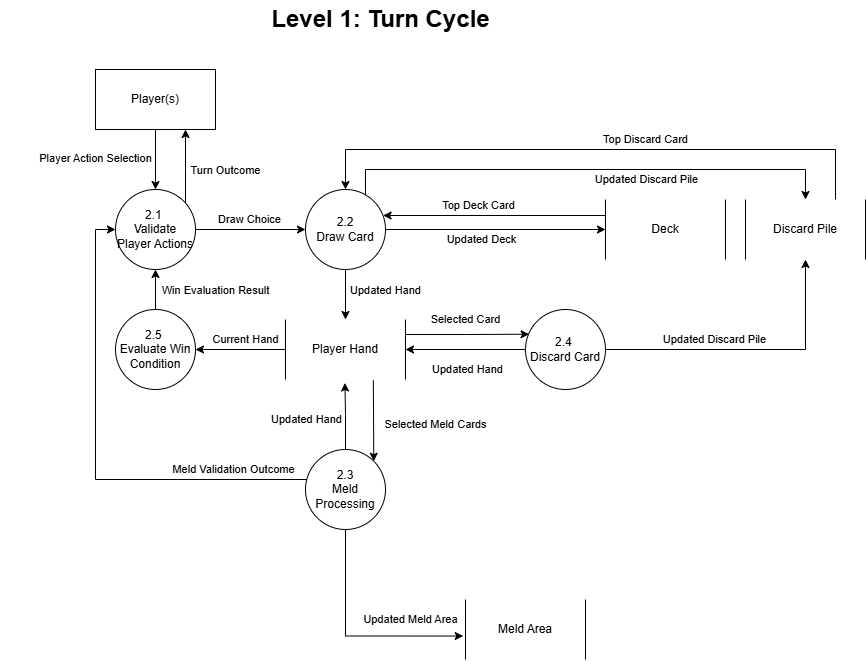 Level 1: Turn Cycle
Player(s)
Top Discard Card
Player Action Selection
Turn Outcome
Updated Discard Pile
Top Deck Card
2.1
Validate
Player Actions
Draw Choice
2.2
Draw Card
Updated Deck
Deck
Discard Pile
Win Evaluation Result
Updated Hand
2.5
Evaluate Win
Condition
Current Hand
Player Hand
Selected Card
2.4
Discard Card
Updated Discard Pile
Updated Hand
Updated Hand
Selected Meld Cards
Meld Validation Outcome
2.3
Meld
Processing
Updated Meld Area
Meld Area